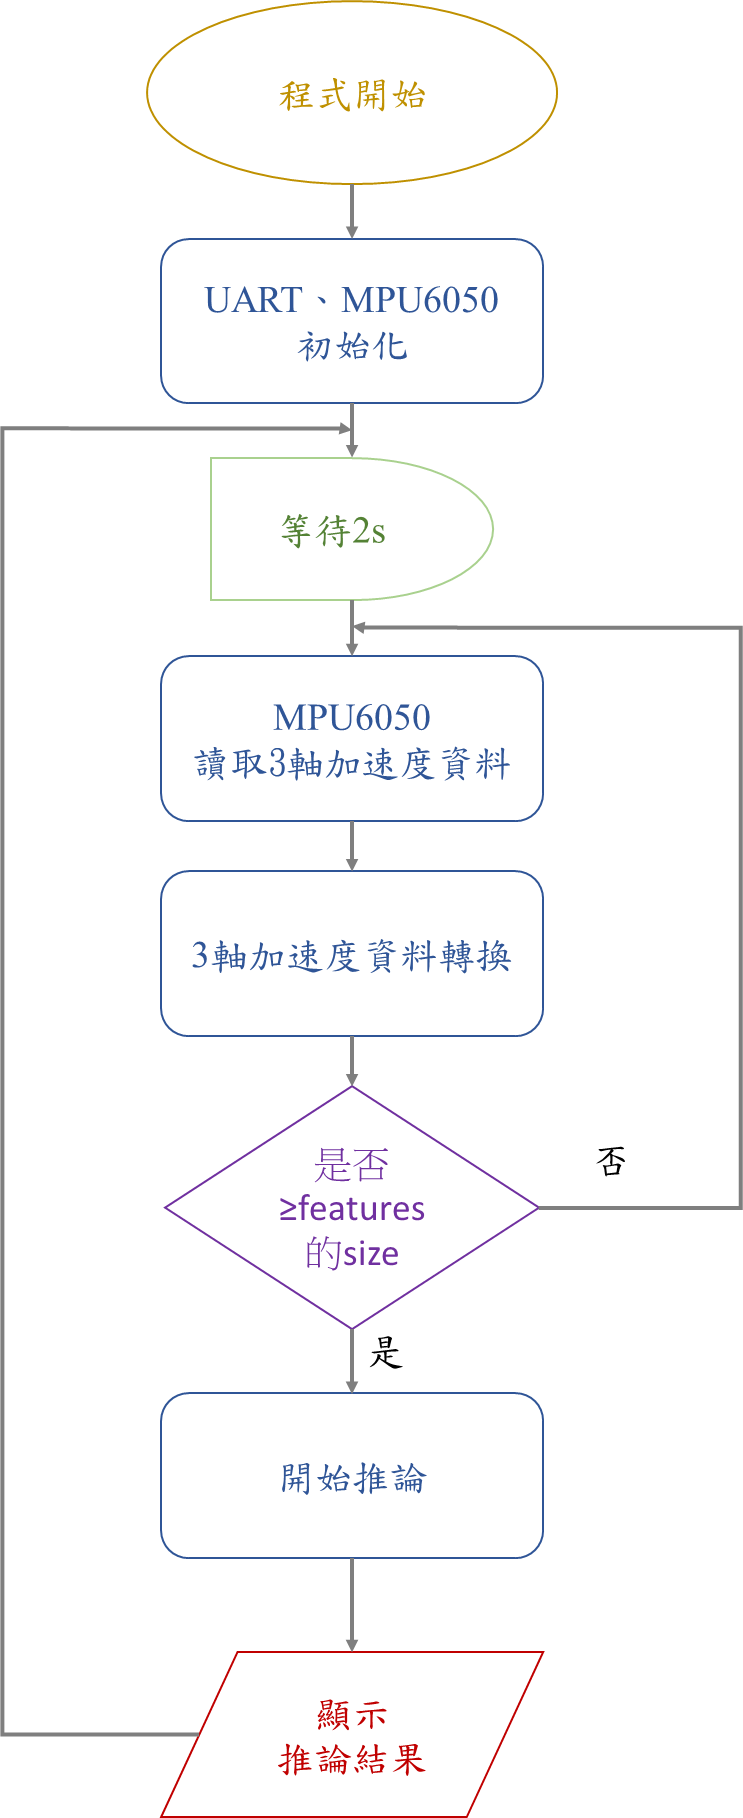 程式開始
UART、MPU6050
初始化
等待2s
MPU6050
讀取3軸加速度資料
3軸加速度資料轉換
是否
≥features
的size
否
是
開始推論
顯示
推論結果